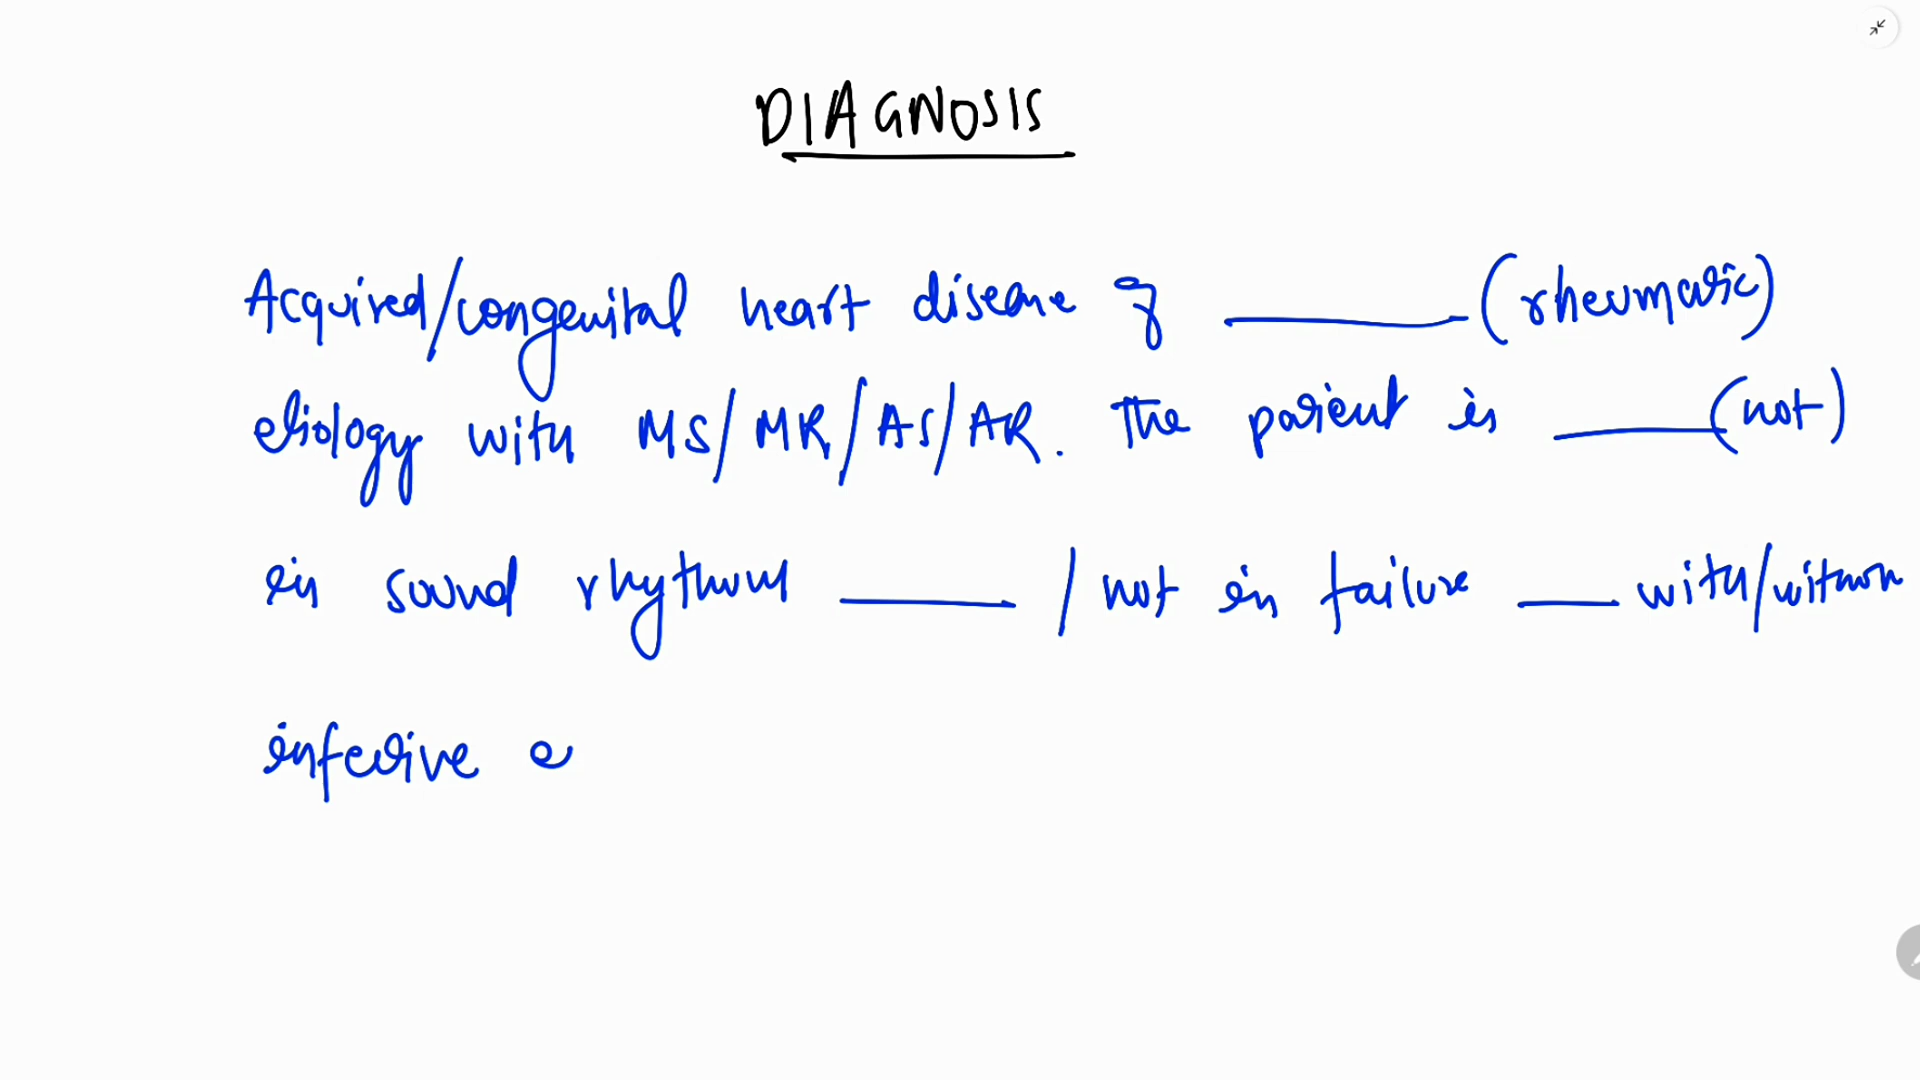 DIAGNOSIS
Acquired/congenital heart disease of ______ (rheumatic)
etiology with MS/MR/AS/AR. The patient is ______ (not)
in sound rhythm ______ / not in failure ____ with/without
infective e